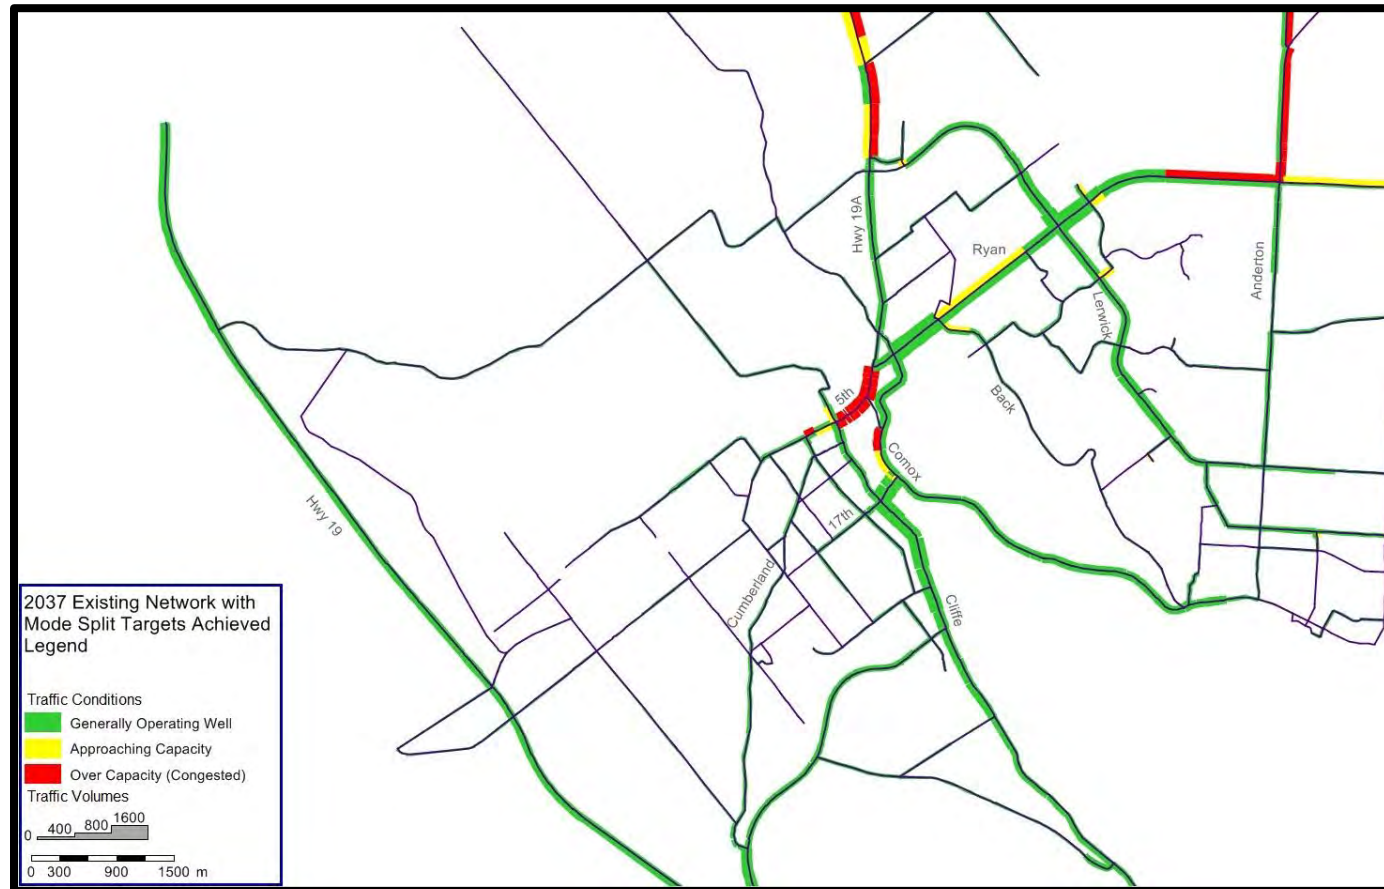 Hwy 19A
Ryan
Anderton
Lerwick
5th
Back
Comox
Hwy 19
17th
Cumberland
Cliffe
2037 Existing Network with
Mode Split Targets Achieved
Legend
Traffic Conditions
Generally Operating Well
Approaching Capacity
Over Capacity (Congested)
Traffic Volumes
0 400 800 1600
0 300 900 1500 m